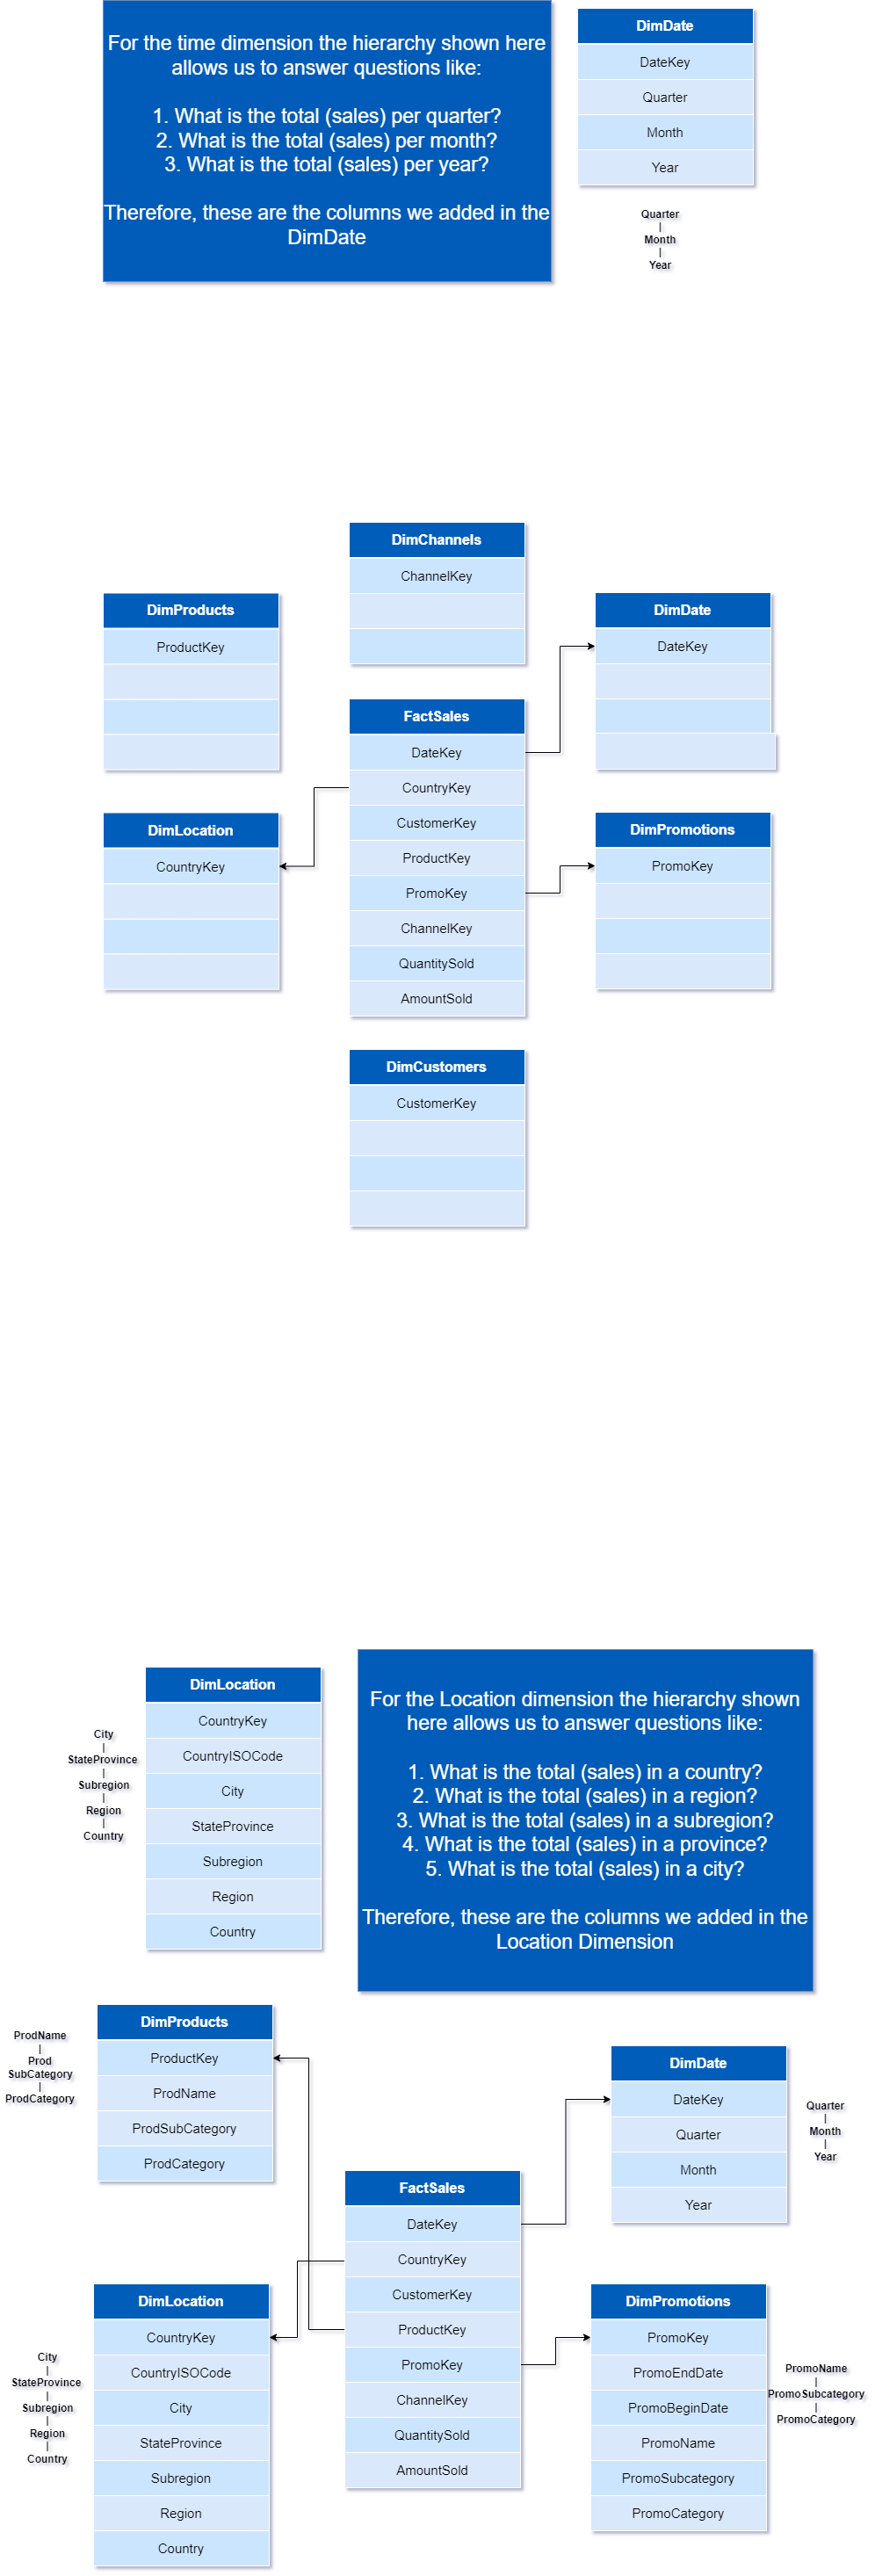 For the time dimension the hierarchy shown here
allows us to answer questions like:
1. What is the total (sales) per quarter?
2. What is the total (sales) per month?
3. What is the total (sales) per year?
Therefore, these are the columns we added in the
DimDate
DimDate
DateKey
Quarter
Month
Year
Quarter
|
Month
|
Year
DimChannels
ChannelKey
DimProducts
ProductKey
DimDate
DateKey
FactSales
DateKey
CountryKey
CustomerKey
ProductKey
PromoKey
ChannelKey
QuantitySold
AmountSold
DimLocation
CountryKey
DimPromotions
PromoKey
DimCustomers
CustomerKey
City
|
StateProvince
|
Subregion
|
Region
|
Country
DimLocation
CountryKey
CountryISOCode
City
StateProvince
Subregion
Region
Country
For the Location dimension the hierarchy shown
here allows us to answer questions like:
1. What is the total (sales) in a country?
2. What is the total (sales) in a region?
3. What is the total (sales) in a subregion?
4. What is the total (sales) in a province?
5. What is the total (sales) in a city?
Therefore, these are the columns we added in the
Location Dimension
ProdName
|
Prod
SubCategory
|
ProdCategory
DimProducts
ProductKey
ProdName
ProdSubCategory
ProdCategory
DimDate
DateKey
Quarter
Month
Year
Quarter
|
Month
|
Year
FactSales
DateKey
CountryKey
CustomerKey
ProductKey
PromoKey
ChannelKey
QuantitySold
AmountSold
City
|
StateProvince
|
Subregion
|
Region
|
Country
DimLocation
CountryKey
CountryISOCode
City
StateProvince
Subregion
Region
Country
DimPromotions
PromoKey
PromoEndDate
PromoBeginDate
PromoName
PromoSubcategory
PromoCategory
PromoName
|
PromoSubcategory
|
PromoCategory